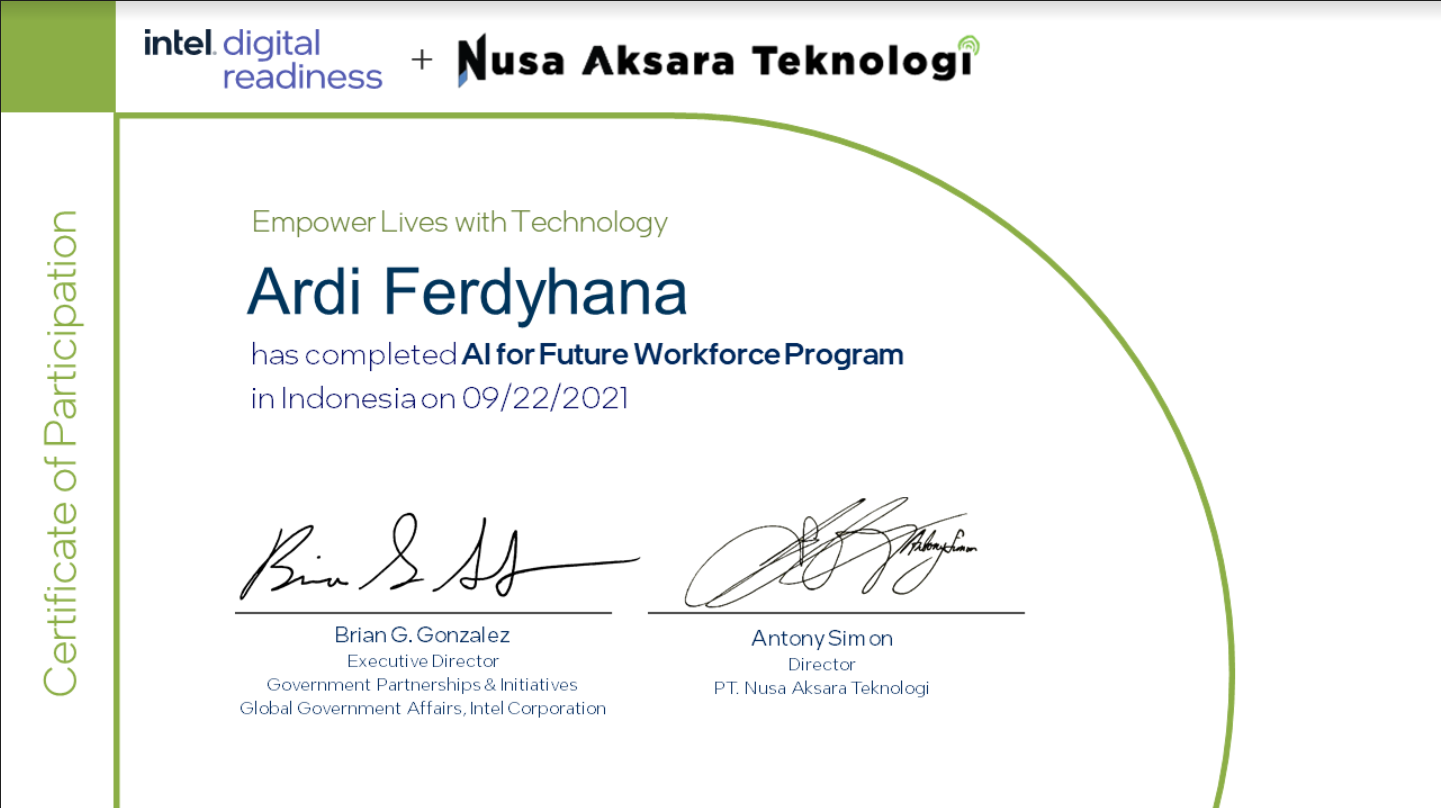 intel digital
readiness
+ Nusa Aksara Teknologi
Certificate of Participation
Empower Lives with Technology
Ardi Ferdyhana
has completed AI for Future Workforce Program
in Indonesia on 09/22/2021
Antony Simon
Brian G. Gonzalez
Executive Director
Government Partnerships & Initiatives
Global Government Affairs, Intel Corporation
Antony Simon
Director
PT. Nusa Aksara Teknologi